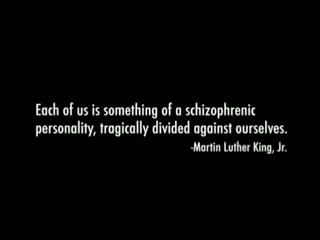 Each of us is something of a schizophrenic
personality, tragically divided against ourselves.
-Martin Luther King, Jr.